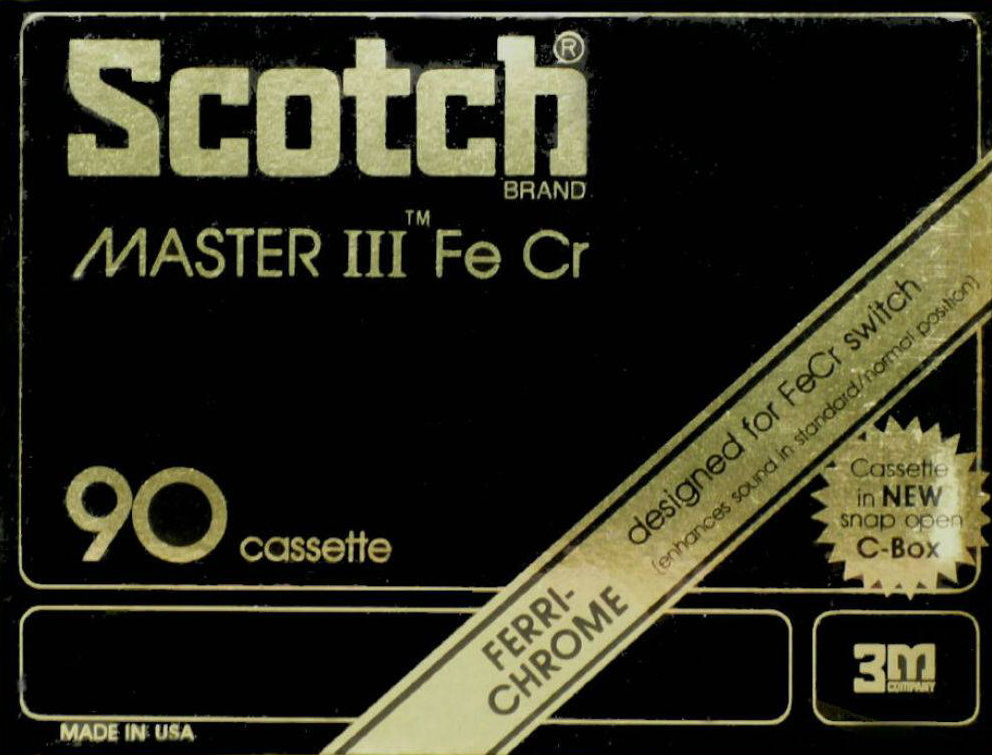 Scotch®
BRAND
MASTER III™ Fe Cr
designed for FeCr switch
(enhances sound in standard/normal position)
FERRI-
CHROME
Cassette
in NEW
snap open
C-Box
90 cassette
3M
COMPANY
MADE IN USA